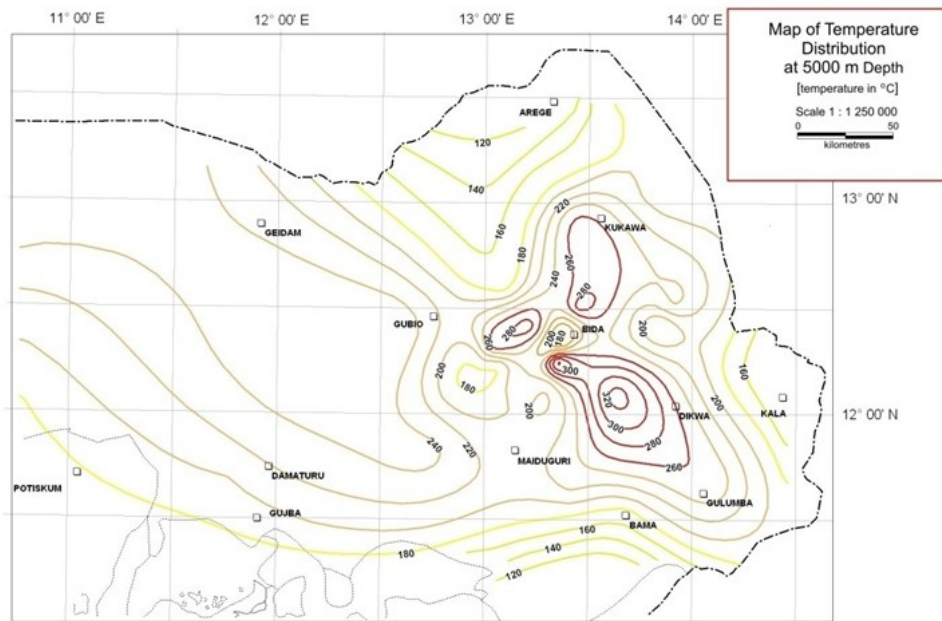 11° 00' E
12° 00' E
13° 00' E
14° 00' E
Map of Temperature
Distribution
at 5000 m Depth
[temperature in °C]
Scale 1 : 1 250 000
0 50
kilometres
AREGE
120
140
13° 00' N
220
KUKAWA
GEIDAM
160
180
260
240
280
GUBIO
280
260
200
180
BIDA
200
160
300
200
180
320
200
KALA
200
DIKWA
12° 00' N
300
280
240
220
MAIDUGURI
260
DAMATURU
POTISKUM
GULUMBA
GUJBA
BAMA
160
180
140
120